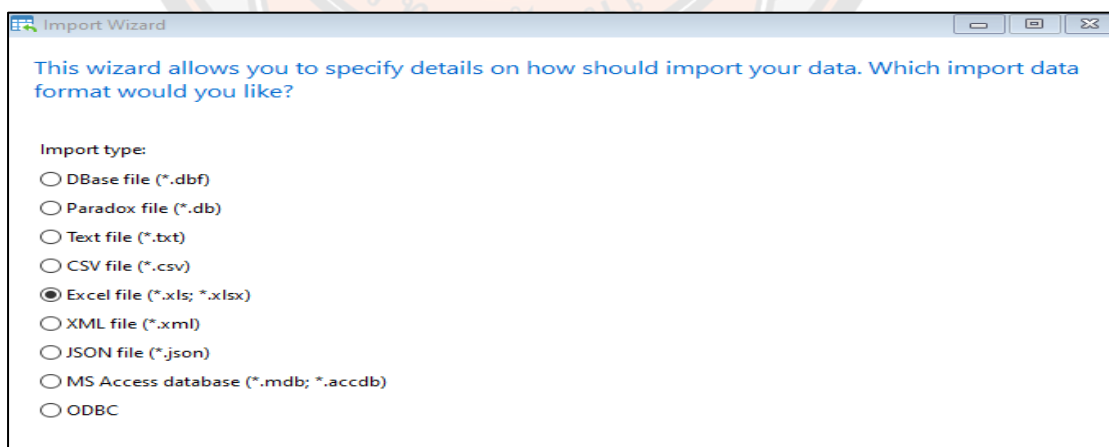 Import Wizard
This wizard allows you to specify details on how should import your data. Which import data
format would you like?
Import type:
DBase file (*.dbf)
Paradox file (*.db)
Text file (*.txt)
CSV file (*.csv)
Excel file (*.xls; *.xlsx)
XML file (*.xml)
JSON file (*.json)
MS Access database (*.mdb; *.accdb)
ODBC